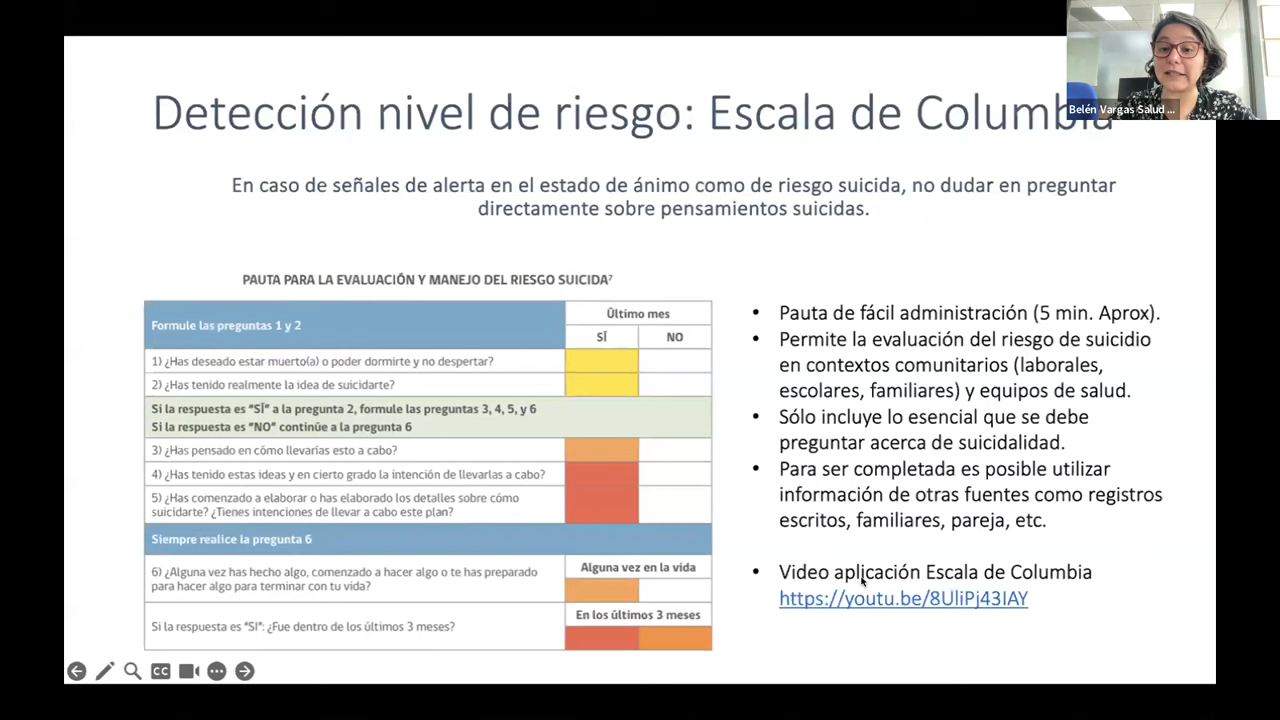 Detección nivel de riesgo: Escala de Columbia
Belén Vargas Salud ...
En caso de señales de alerta en el estado de ánimo como de riesgo suicida, no dudar en preguntar
directamente sobre pensamientos suicidas.
PAUTA PARA LA EVALUACIÓN Y MANEJO DEL RIESGO SUICIDA⁷
Formule las preguntas 1 y 2
Último mes
SÍ
NO
1) ¿Has deseado estar muerto(a) o poder dormirte y no despertar?
2) ¿Has tenido realmente la idea de suicidarte?
Si la respuesta es "SÍ" a la pregunta 2, formule las preguntas 3, 4, 5, y 6
Si la respuesta es "NO" continúe a la pregunta 6
3) ¿Has pensado en cómo llevarías esto a cabo?
4) ¿Has tenido estas ideas y en cierto grado la intención de llevarlas a cabo?
5) ¿Has comenzado a elaborar o has elaborado los detalles sobre cómo
suicidarte? ¿Tienes intenciones de llevar a cabo este plan?
Siempre realice la pregunta 6
6) ¿Alguna vez has hecho algo, comenzado a hacer algo o te has preparado
para hacer algo para terminar con tu vida?
Alguna vez en la vida
Si la respuesta es "SI": ¿Fue dentro de los últimos 3 meses?
En los últimos 3 meses
• Pauta de fácil administración (5 min. Aprox).
• Permite la evaluación del riesgo de suicidio
en contextos comunitarios (laborales,
escolares, familiares) y equipos de salud.
• Sólo incluye lo esencial que se debe
preguntar acerca de suicidalidad.
• Para ser completada es posible utilizar
información de otras fuentes como registros
escritos, familiares, pareja, etc.
• Video aplicación Escala de Columbia
https://youtu.be/8UliPj43IAY
CC